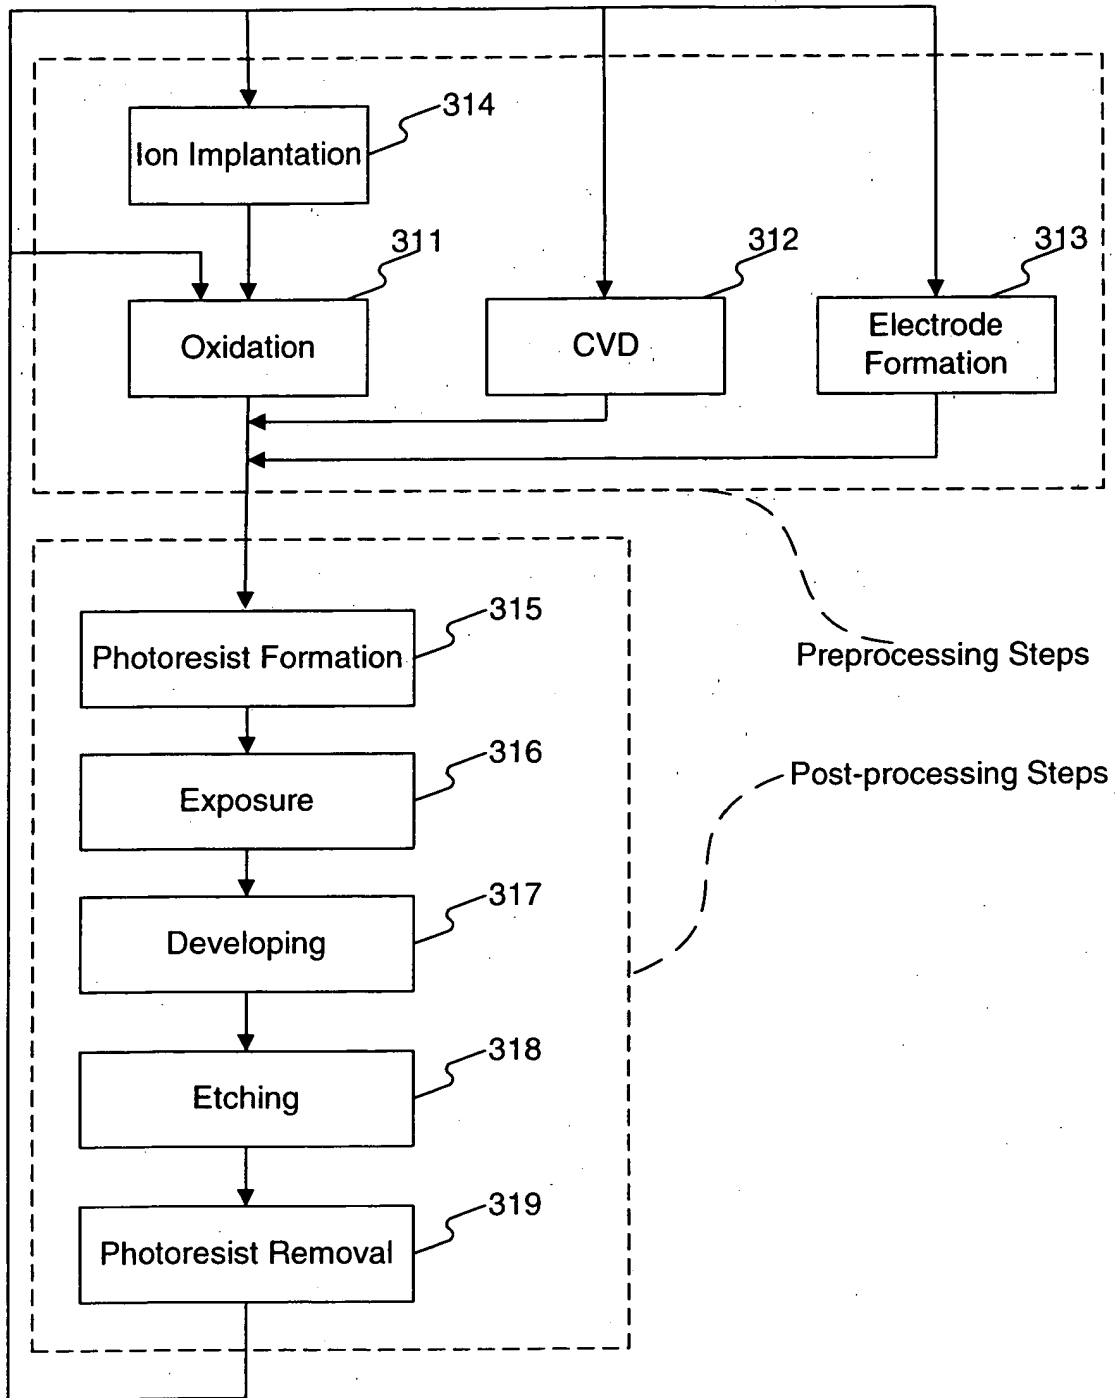 314
Ion Implantation
311
312
313
Oxidation
CVD
Electrode
Formation
315
Photoresist Formation
Preprocessing Steps
316
Exposure
Post-processing Steps
317
Developing
318
Etching
319
Photoresist Removal